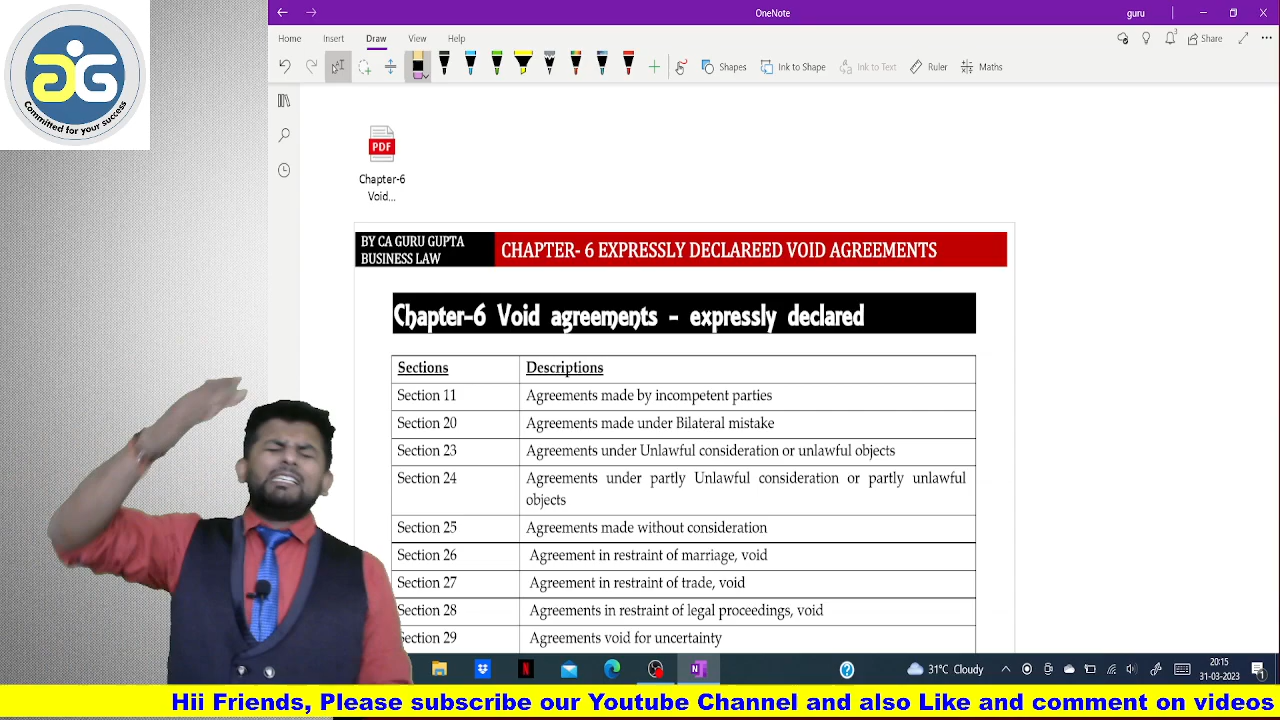 GG
Committed for your success
OneNote
guru
Home Insert Draw View Help
3
Share
Shapes Ink to Shape Ink to Text Ruler Maths
PDF
Chapter-6
Void...
BY CA GURU GUPTA
BUSINESS LAW
CHAPTER- 6 EXPRESSLY DECLAREED VOID AGREEMENTS
Chapter-6 Void agreements - expressly declared
Sections Descriptions
Section 11 Agreements made by incompetent parties
Section 20 Agreements made under Bilateral mistake
Section 23 Agreements under Unlawful consideration or unlawful objects
Section 24 Agreements under partly Unlawful consideration or partly unlawful
objects
Section 25 Agreements made without consideration
Section 26 Agreement in restraint of marriage, void
Section 27 Agreement in restraint of trade, void
Section 28 Agreements in restraint of legal proceedings, void
Section 29 Agreements void for uncertainty
31°C Cloudy
20:15
31-03-2023
Hii Friends, Please subscribe our Youtube Channel and also Like and comment on videos